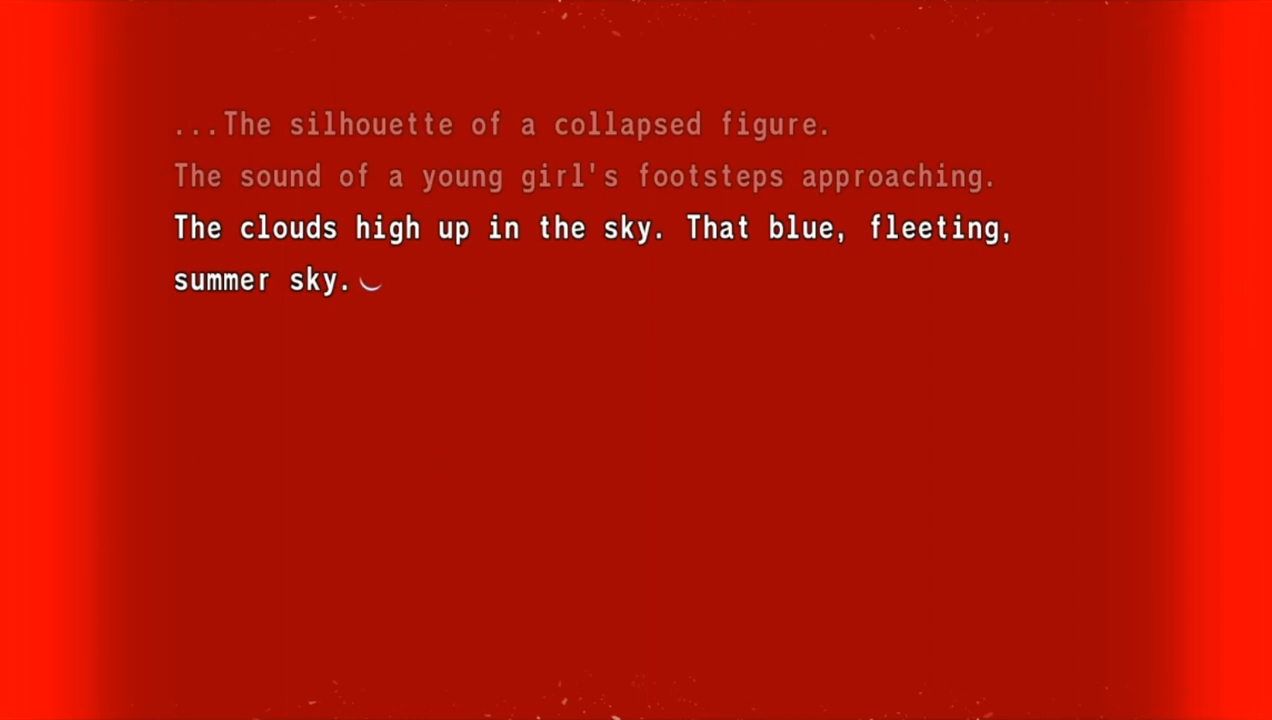 ...The silhouette of a collapsed figure.
The sound of a young girl's footsteps approaching.
The clouds high up in the sky. That blue, fleeting,
summer sky.